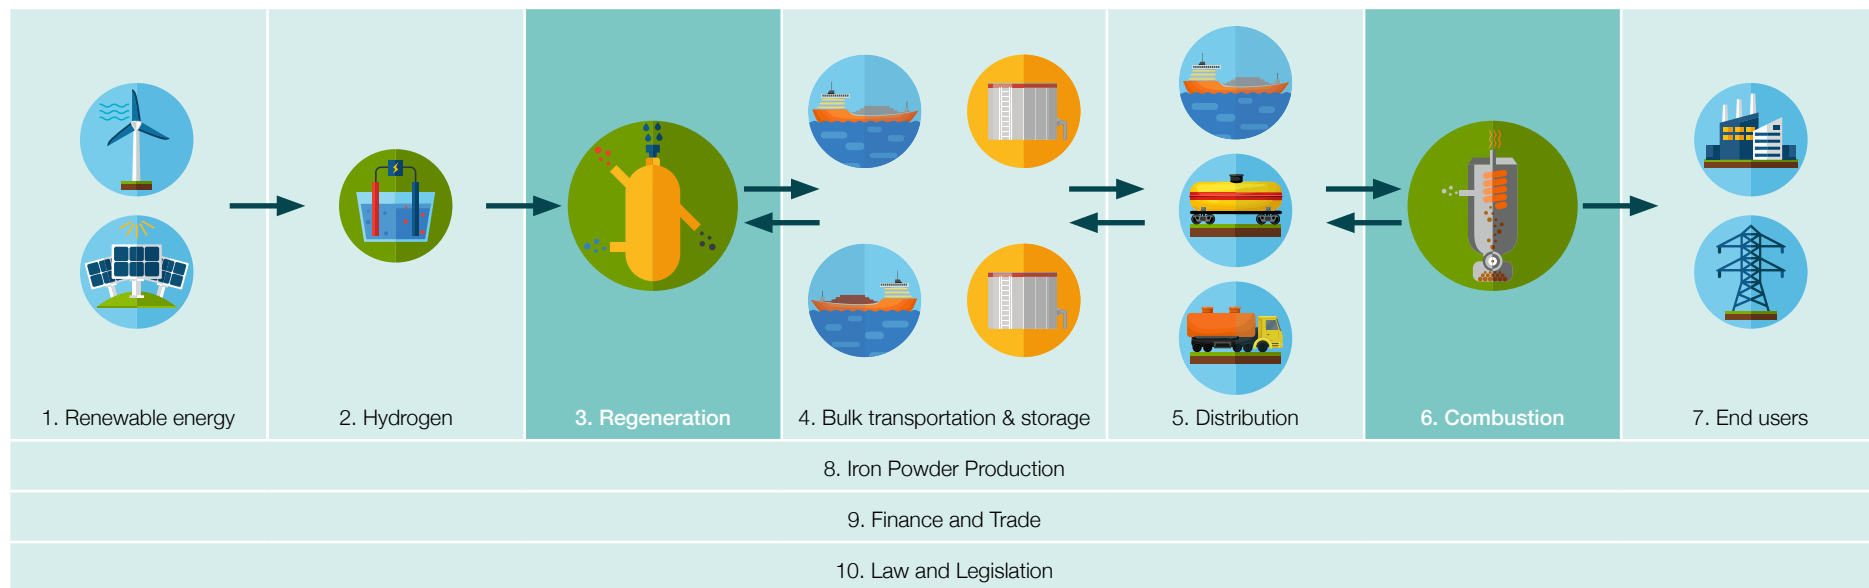 1. Renewable energy
2. Hydrogen
3. Regeneration
4. Bulk transportation & storage
5. Distribution
6. Combustion
7. End users
8. Iron Powder Production
9. Finance and Trade
10. Law and Legislation